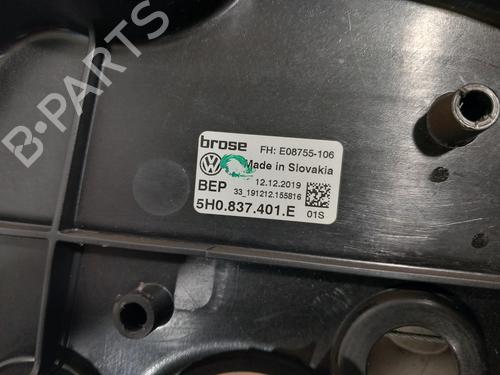 B-PARTS
brose
FH: E08755-106
Made in Slovakia
BEP
12.12.2019
33_191212.155816
5H0.837.401.E
01S